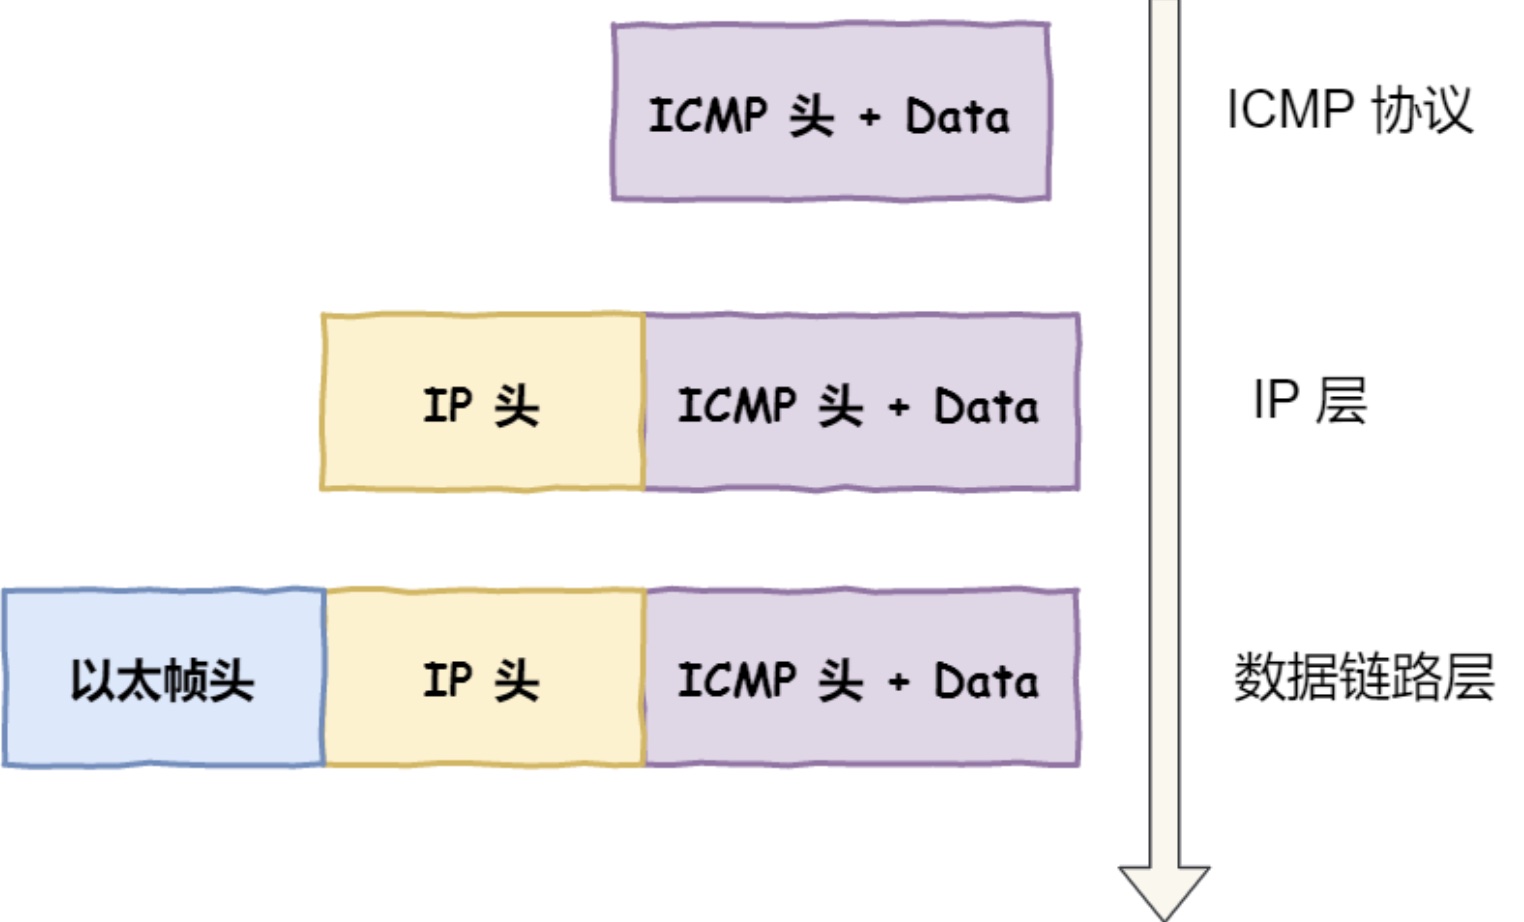 ICMP 头 + Data
ICMP 协议
IP 头
ICMP 头 + Data
IP 层
以太帧头
IP 头
ICMP 头 + Data
数据链路层